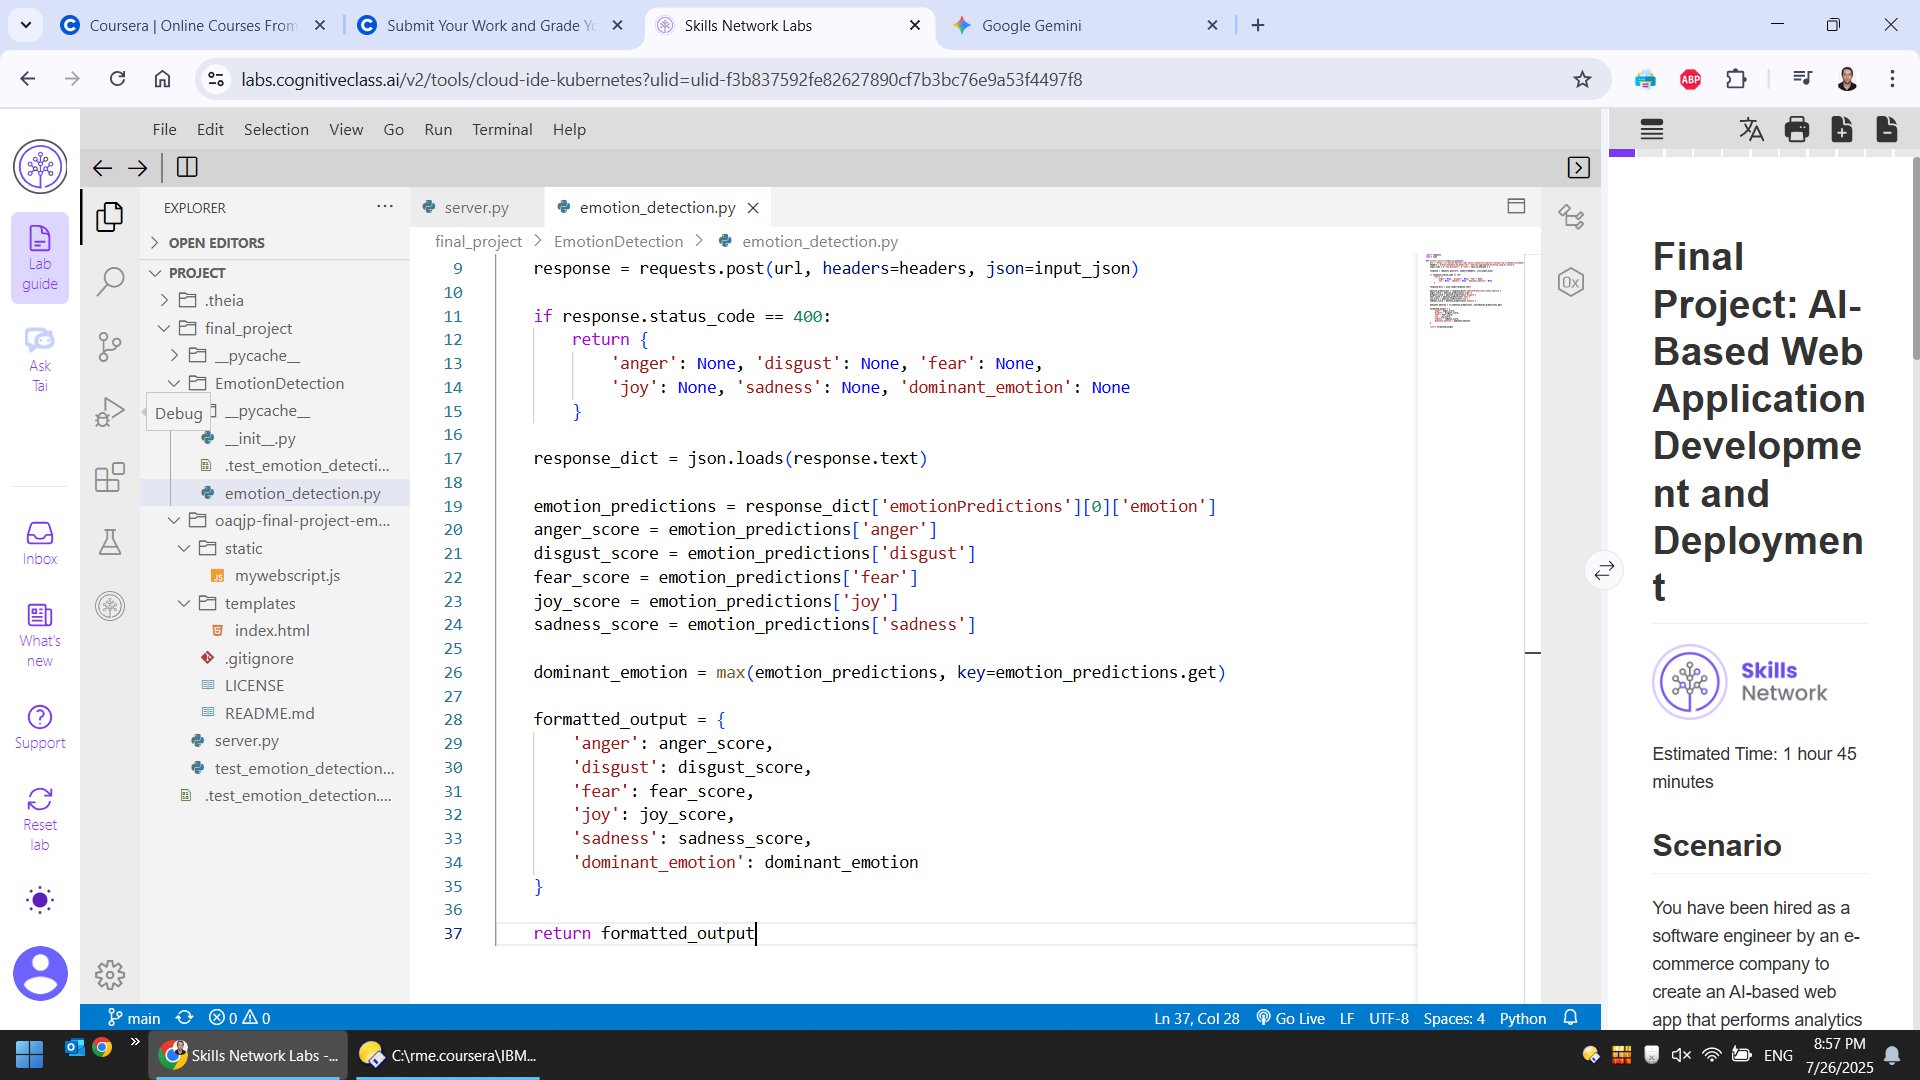 Coursera | Online Courses From
Submit Your Work and Grade Yo
Skills Network Labs
Google Gemini
labs.cognitiveclass.ai/v2/tools/cloud-ide-kubernetes?ulid=ulid-f3b837592fe82627890cf7b3bc76e9a53f4497f8
ABP
File Edit Selection View Go Run Terminal Help
Lab guide
Ask Tai
Inbox
What's new
Support
Reset lab
EXPLORER
OPEN EDITORS
PROJECT
.theia
final_project
__pycache__
EmotionDetection
__pycache__
Debug
__init__.py
.test_emotion_detecti...
emotion_detection.py
oaqjp-final-project-em...
static
mywebscript.js
templates
index.html
.gitignore
LICENSE
README.md
server.py
test_emotion_detection...
.test_emotion_detection....
server.py
emotion_detection.py
final_project > EmotionDetection > emotion_detection.py
9 response = requests.post(url, headers=headers, json=input_json)
10
11 if response.status_code == 400:
12 return {
13 'anger': None, 'disgust': None, 'fear': None,
14 'joy': None, 'sadness': None, 'dominant_emotion': None
15 }
16
17 response_dict = json.loads(response.text)
18
19 emotion_predictions = response_dict['emotionPredictions'][0]['emotion']
20 anger_score = emotion_predictions['anger']
21 disgust_score = emotion_predictions['disgust']
22 fear_score = emotion_predictions['fear']
23 joy_score = emotion_predictions['joy']
24 sadness_score = emotion_predictions['sadness']
25
26 dominant_emotion = max(emotion_predictions, key=emotion_predictions.get)
27
28 formatted_output = {
29 'anger': anger_score,
30 'disgust': disgust_score,
31 'fear': fear_score,
32 'joy': joy_score,
33 'sadness': sadness_score,
34 'dominant_emotion': dominant_emotion
35 }
36
37 return formatted_output
0x
Final
Project: AI-
Based Web
Application
Developme
nt and
Deploymen
t
Skills
Network
Estimated Time: 1 hour 45
minutes
Scenario
You have been hired as a
software engineer by an e-
commerce company to
create an AI-based web
app that performs analytics
main 0 0
Ln 37, Col 28 Go Live LF UTF-8 Spaces: 4 Python
Skills Network Labs -...
C:\rme.coursera\IBM...
ENG
8:57 PM
7/26/2025